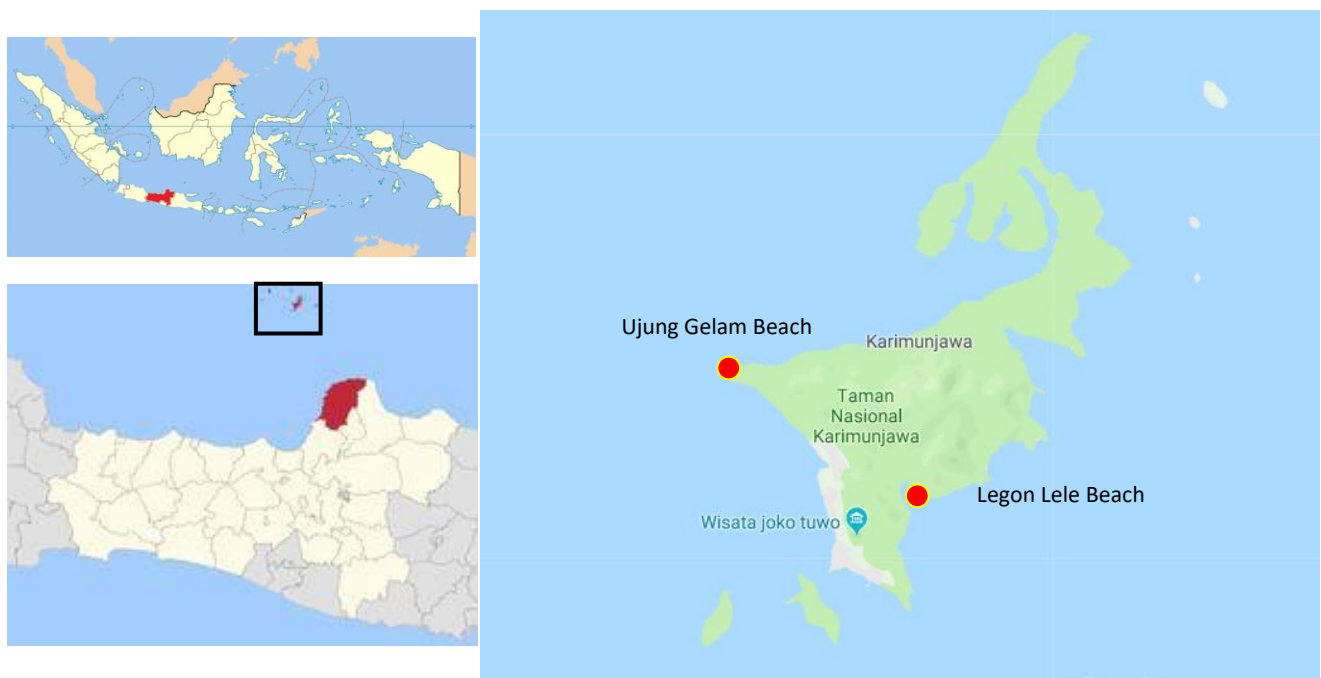 Ujung Gelam Beach
Karimunjawa
Taman
Nasional
Karimunjawa
Legon Lele Beach
Wisata joko tuwo